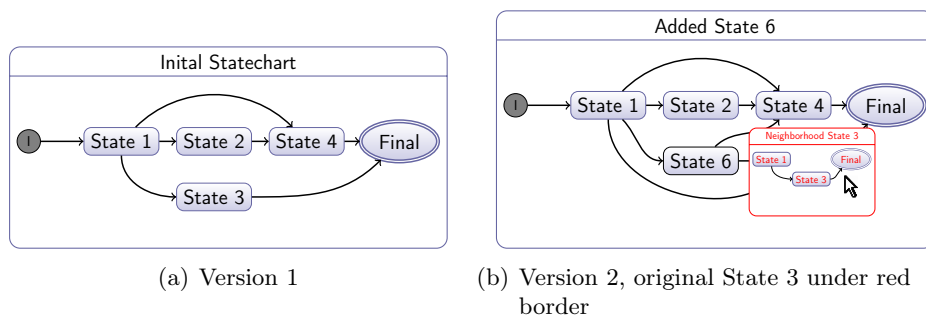 Inital Statechart
I
State 1
State 2
State 4
Final
State 3
(a) Version 1
Added State 6
I
State 1
State 2
State 4
Final
State 6
Neighborhood State 3
State 1
Final
State 3
(b) Version 2, original State 3 under red
border